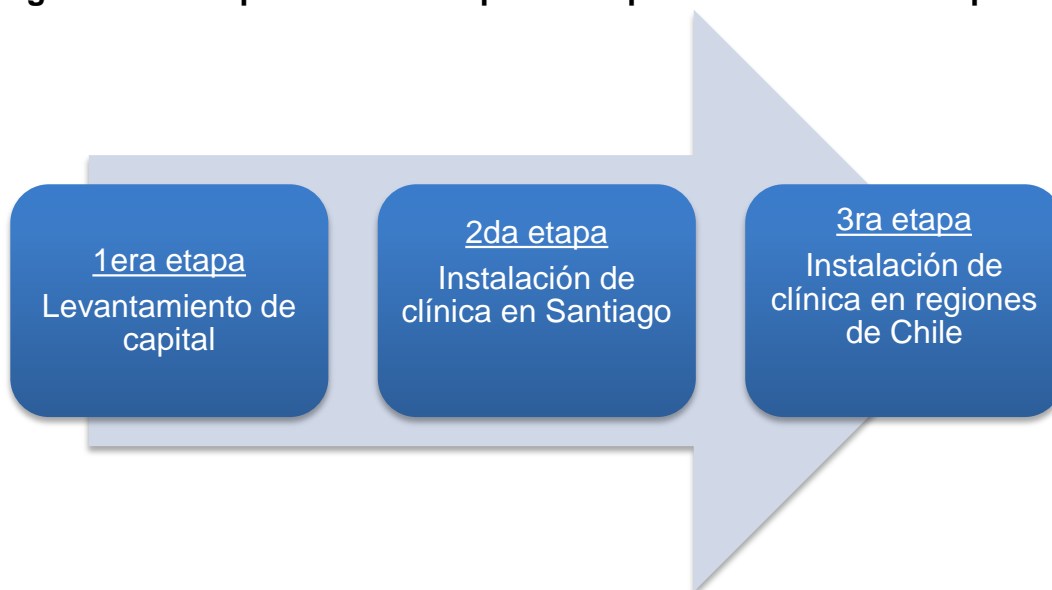 1era etapa
Levantamiento de
capital
2da etapa
Instalación de
clínica en Santiago
3ra etapa
Instalación de
clínica en regiones
de Chile